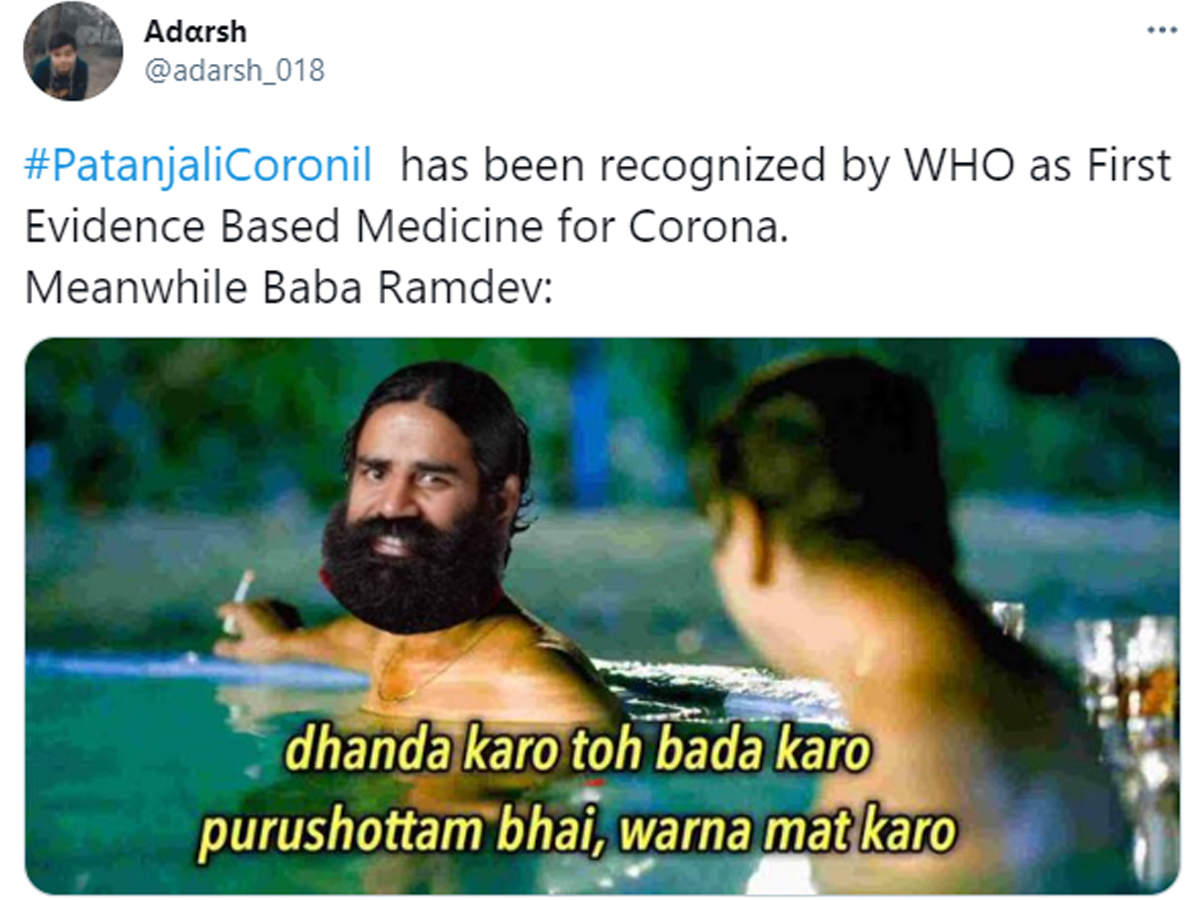 Adαrsh
@adarsh_018
#PatanjaliCoronil has been recognized by WHO as First
Evidence Based Medicine for Corona.
Meanwhile Baba Ramdev:
dhanda karo toh bada karo
purushottam bhai, warna mat karo